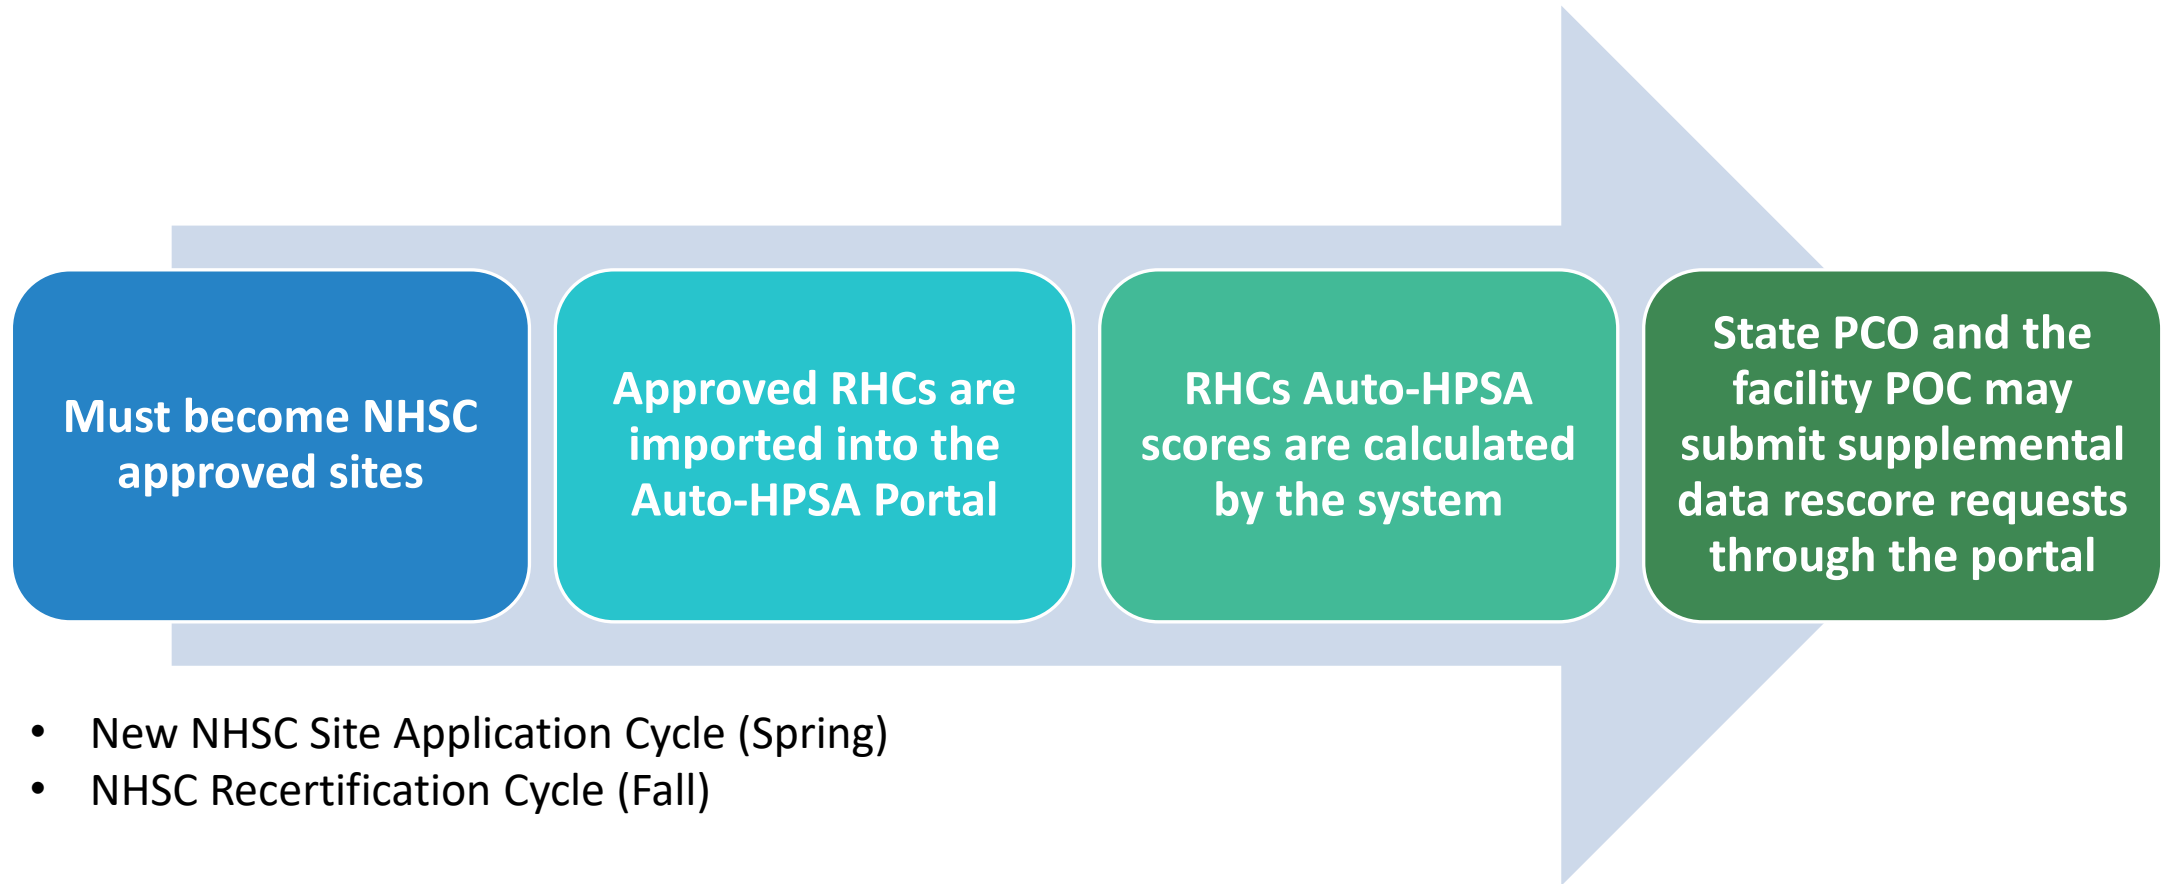 Must become NHSC
approved sites
Approved RHCs are
imported into the
Auto-HPSA Portal
RHCs Auto-HPSA
scores are calculated
by the system
State PCO and the
facility POC may
submit supplemental
data rescore requests
through the portal
• New NHSC Site Application Cycle (Spring)
• NHSC Recertification Cycle (Fall)